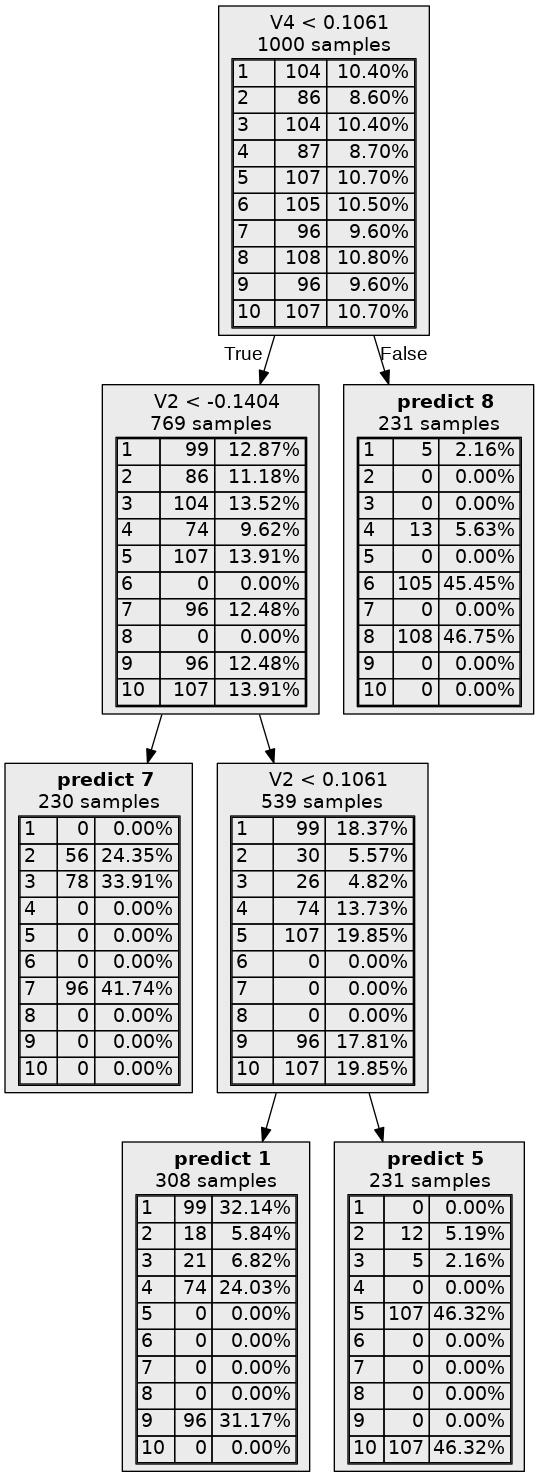 V4 < 0.1061
1000 samples
1 104 10.40%
2 86 8.60%
3 104 10.40%
4 87 8.70%
5 107 10.70%
6 105 10.50%
7 96 9.60%
8 108 10.80%
9 96 9.60%
10 107 10.70%
True False
V2 < -0.1404
769 samples
1 99 12.87%
2 86 11.18%
3 104 13.52%
4 74 9.62%
5 107 13.91%
6 0 0.00%
7 96 12.48%
8 0 0.00%
9 96 12.48%
10 107 13.91%
predict 8
231 samples
1 5 2.16%
2 0 0.00%
3 0 0.00%
4 13 5.63%
5 0 0.00%
6 105 45.45%
7 0 0.00%
8 108 46.75%
9 0 0.00%
10 0 0.00%
predict 7
230 samples
1 0 0.00%
2 56 24.35%
3 78 33.91%
4 0 0.00%
5 0 0.00%
6 0 0.00%
7 96 41.74%
8 0 0.00%
9 0 0.00%
10 0 0.00%
V2 < 0.1061
539 samples
1 99 18.37%
2 30 5.57%
3 26 4.82%
4 74 13.73%
5 107 19.85%
6 0 0.00%
7 0 0.00%
8 0 0.00%
9 96 17.81%
10 107 19.85%
predict 1
308 samples
1 99 32.14%
2 18 5.84%
3 21 6.82%
4 74 24.03%
5 0 0.00%
6 0 0.00%
7 0 0.00%
8 0 0.00%
9 96 31.17%
10 0 0.00%
predict 5
231 samples
1 0 0.00%
2 12 5.19%
3 5 2.16%
4 0 0.00%
5 107 46.32%
6 0 0.00%
7 0 0.00%
8 0 0.00%
9 0 0.00%
10 107 46.32%